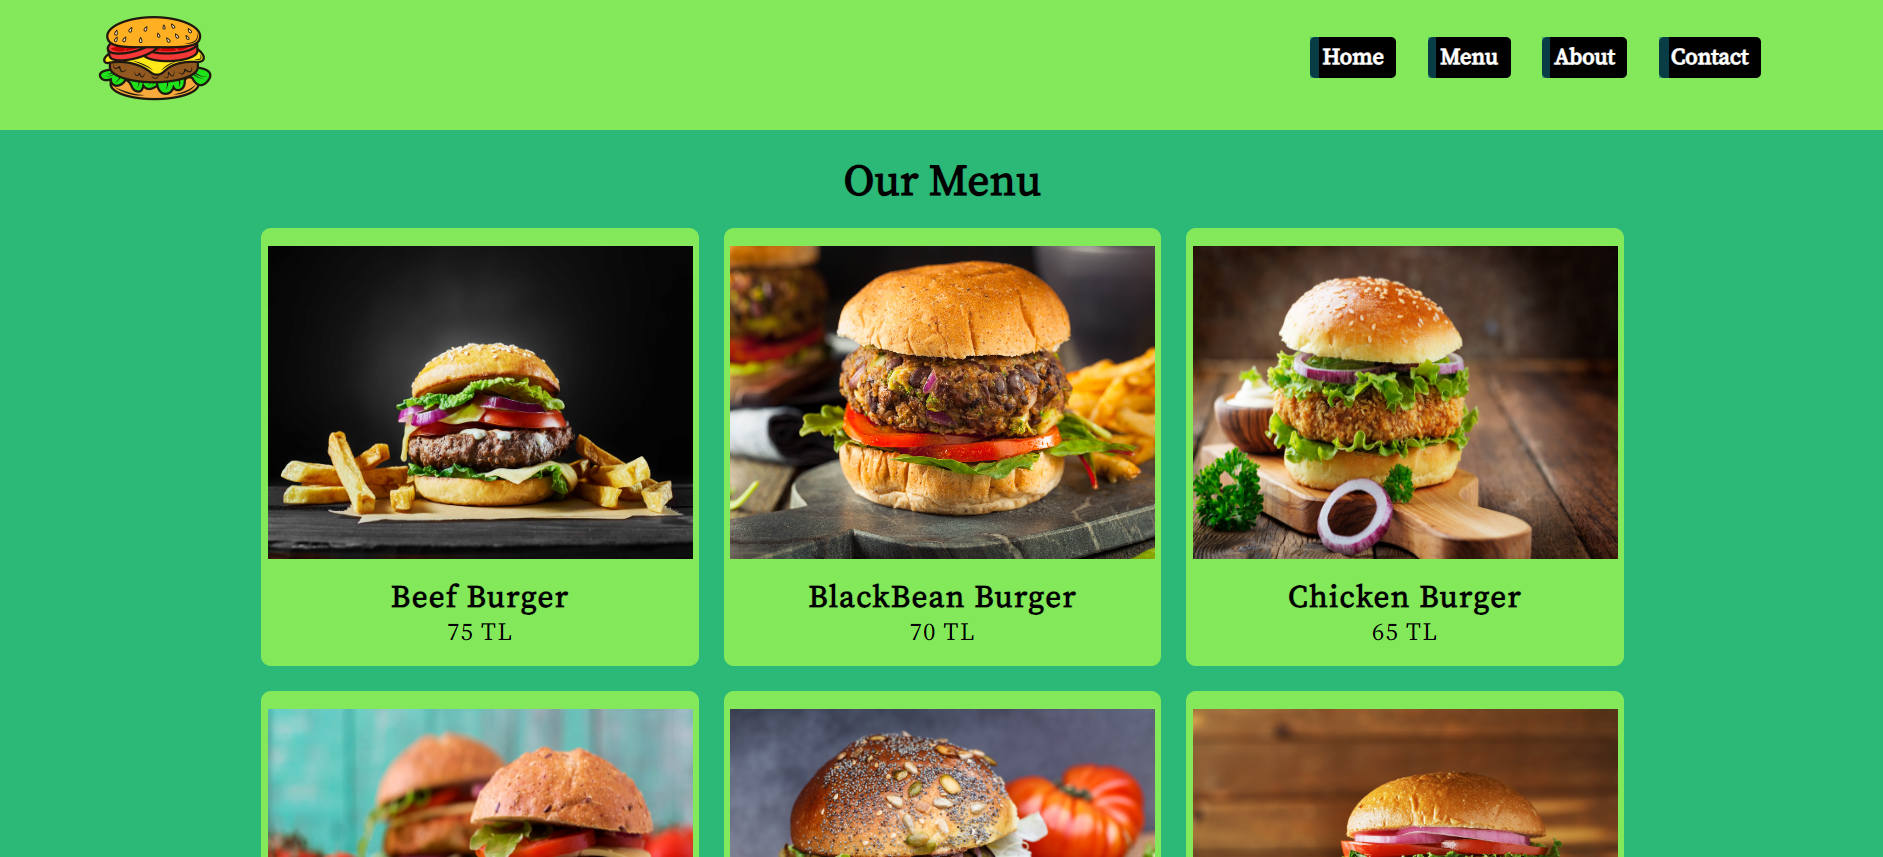 Home
Menu
About
Contact
Our Menu
Beef Burger
75 TL
BlackBean Burger
70 TL
Chicken Burger
65 TL